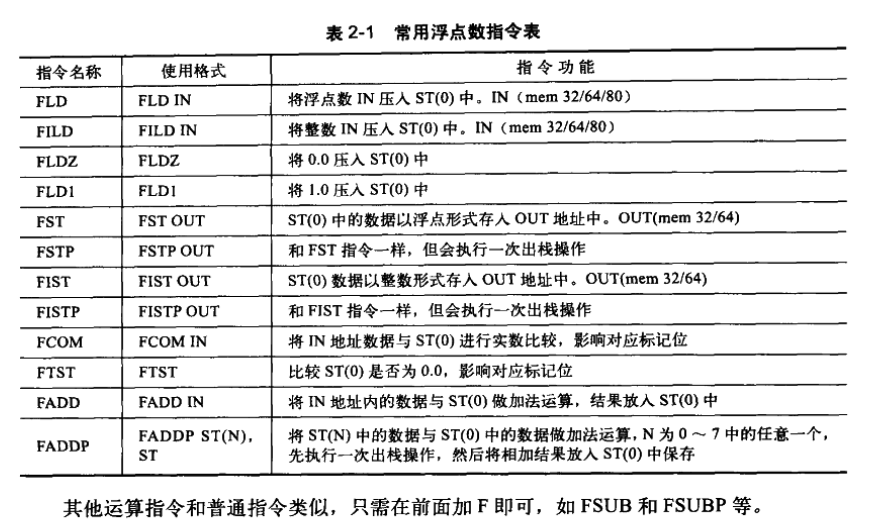 表 2-1 常用浮点数指令表
指令名称 使用格式 指令功能
FLD FLD IN 将浮点数 IN 压入 ST(0) 中。IN（mem 32/64/80）
FILD FILD IN 将整数 IN 压入 ST(0) 中。IN（mem 32/64/80）
FLDZ FLDZ 将 0.0 压入 ST(0) 中
FLD1 FLD1 将 1.0 压入 ST(0) 中
FST FST OUT ST(0) 中的数据以浮点形式存入 OUT 地址中。OUT(mem 32/64)
FSTP FSTP OUT 和 FST 指令一样，但会执行一次出栈操作
FIST FIST OUT ST(0) 数据以整数形式存入 OUT 地址中。OUT(mem 32/64)
FISTP FISTP OUT 和 FIST 指令一样，但会执行一次出栈操作
FCOM FCOM IN 将 IN 地址数据与 ST(0) 进行实数比较，影响对应标记位
FTST FTST 比较 ST(0) 是否为 0.0，影响对应标记位
FADD FADD IN 将 IN 地址内的数据与 ST(0) 做加法运算，结果放入 ST(0) 中
FADDP FADDP ST(N), ST 将 ST(N) 中的数据与 ST(0) 中的数据做加法运算，N 为 0 ～ 7 中的任意一个，
先执行一次出栈操作，然后将相加结果放入 ST(0) 中保存
其他运算指令和普通指令类似，只需在前面加 F 即可，如 FSUB 和 FSUBP 等。